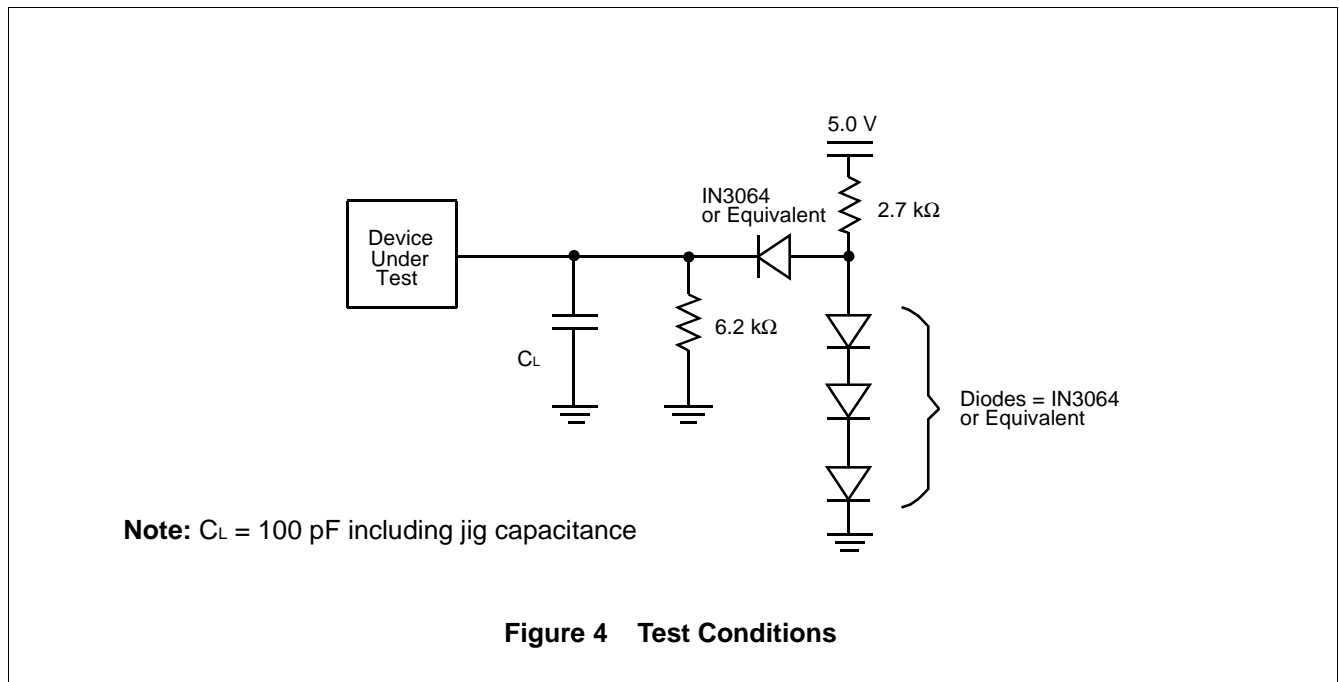 5.0 V
IN3064
or Equivalent
2.7 kΩ
Device
Under
Test
6.2 kΩ
CL
Diodes = IN3064
or Equivalent
Note: CL = 100 pF including jig capacitance
Figure 4 Test Conditions